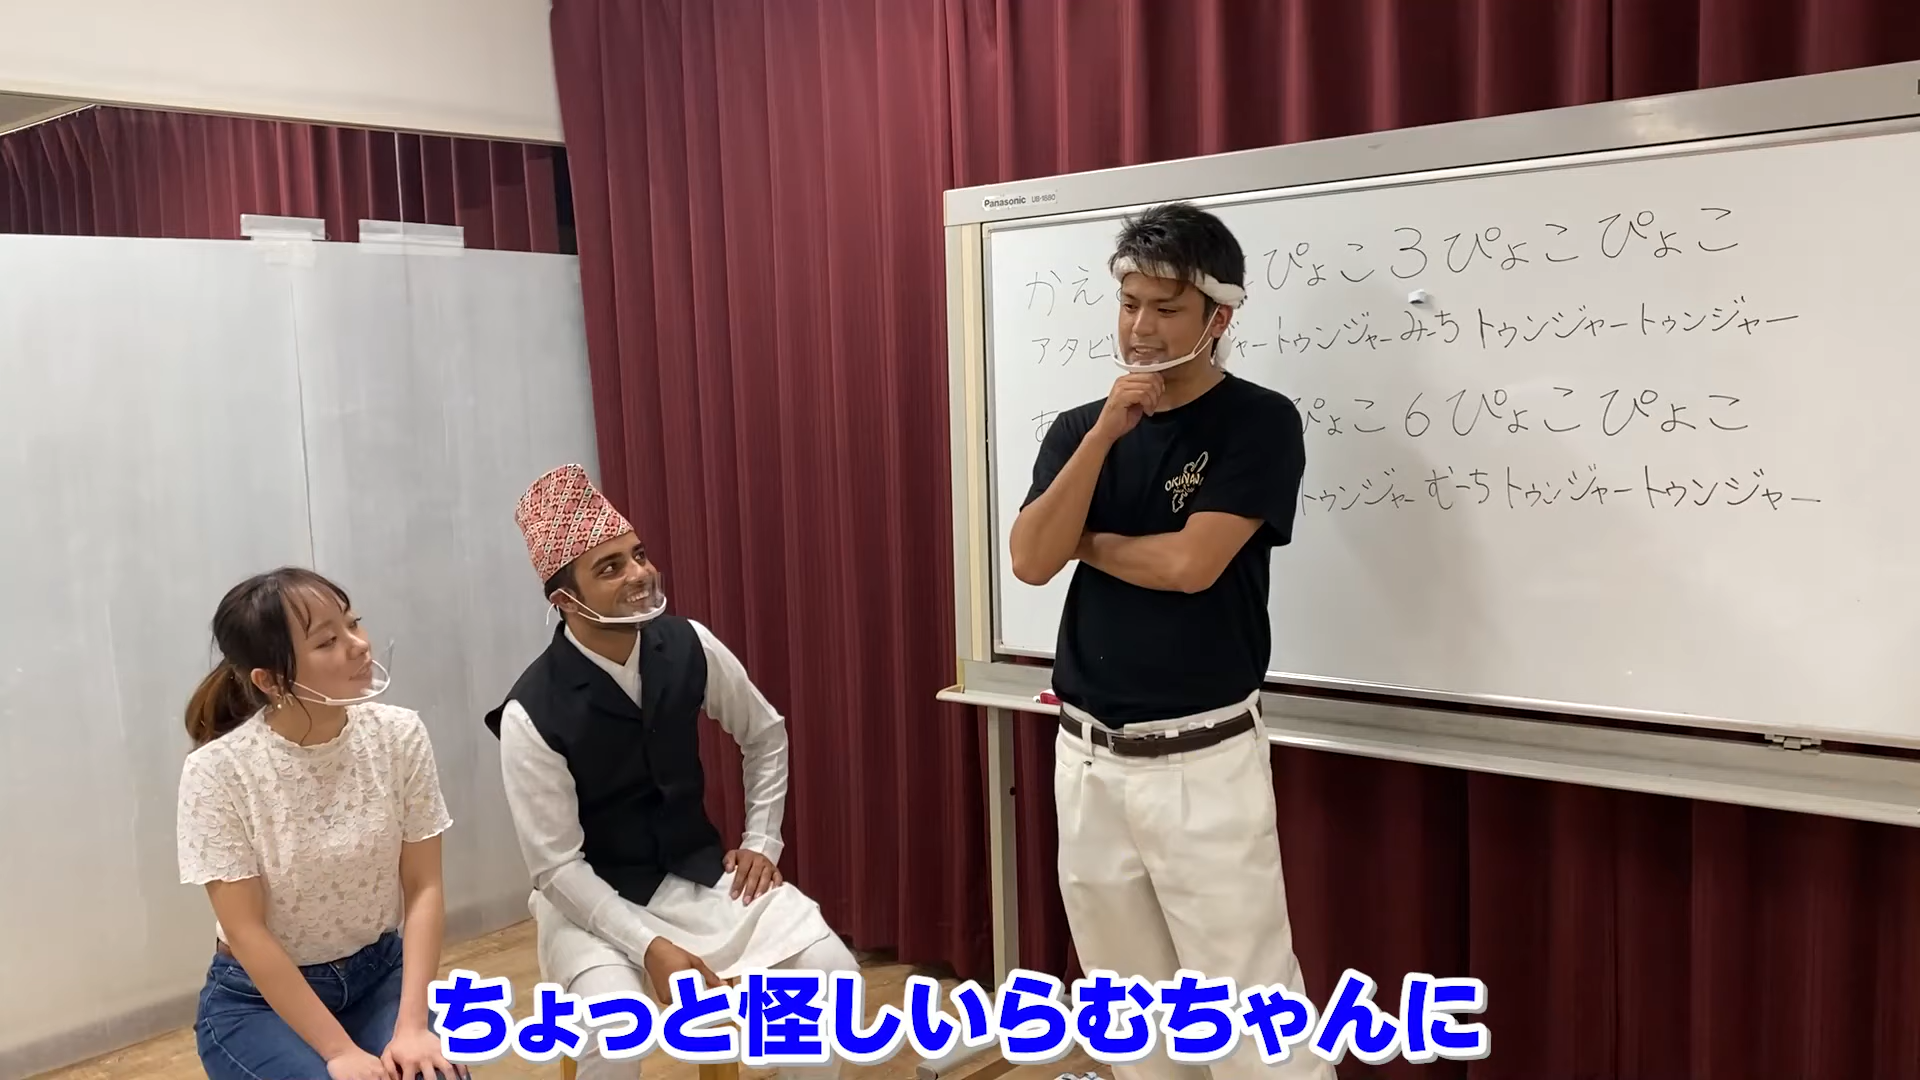 Panasonic UB-1880
かえ ぴょこ3ぴょこぴょこ
アタビ ジャートゥンジャーみーちトゥンジャートゥンジャー
あ ぴょこ6ぴょこぴょこ
トゥンジャーむーちトゥンジャートゥンジャー
OKINAW
ちょっと怪しいらむちゃんに